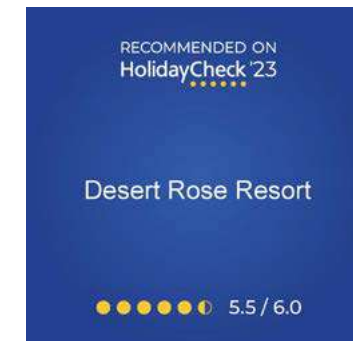 RECOMMENDED ON
HolidayCheck '23
Desert Rose Resort
5.5 / 6.0